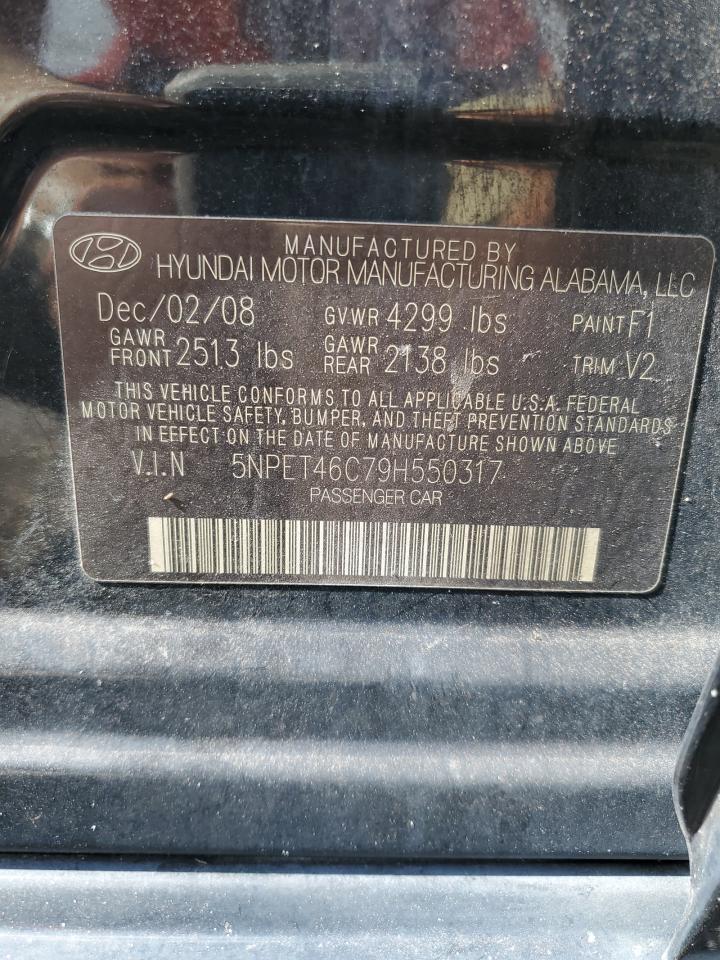 MANUFACTURED BY
HYUNDAI MOTOR MANUFACTURING ALABAMA, LLC
Dec/02/08 GVWR 4299 lbs PAINT F1
GAWR FRONT 2513 lbs GAWR REAR 2138 lbs TRIM V2
THIS VEHICLE CONFORMS TO ALL APPLICABLE U.S.A. FEDERAL
MOTOR VEHICLE SAFETY, BUMPER, AND THEFT PREVENTION STANDARDS
IN EFFECT ON THE DATE OF MANUFACTURE SHOWN ABOVE
V.I.N 5NPET46C79H550317
PASSENGER CAR